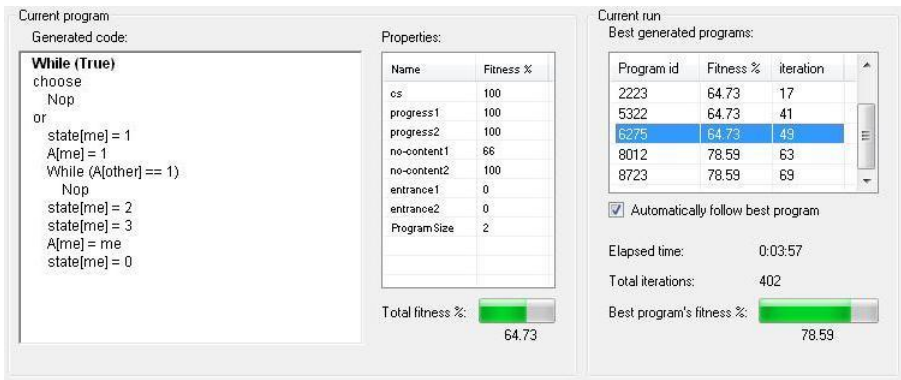 Current program
Generated code:
While (True)
choose
Nop
or
state[me] = 1
A[me] = 1
While (A[other] == 1)
Nop
state[me] = 2
state[me] = 3
A[me] = me
state[me] = 0
Properties:
Name Fitness %
cs 100
progress1 100
progress2 100
no-content1 66
no-content2 100
entrance1 0
entrance2 0
Program Size 2
Total fitness %:
64.73
Current run
Best generated programs:
Program id Fitness % iteration
2223 64.73 17
5322 64.73 41
6275 64.73 49
8012 78.59 63
8723 78.59 69
Automatically follow best program
Elapsed time: 0:03:57
Total iterations: 402
Best program's fitness %:
78.59